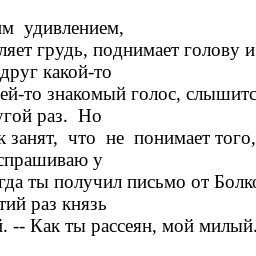 им удивлением,
ляет грудь, поднимает голову и
друг какой-то
ей-то знакомый голос, слышитс
угой раз. Но
к занят, что не понимает того,
спрашиваю у
гда ты получил письмо от Болко
тий раз князь
й. -- Как ты рассеян, мой милый.